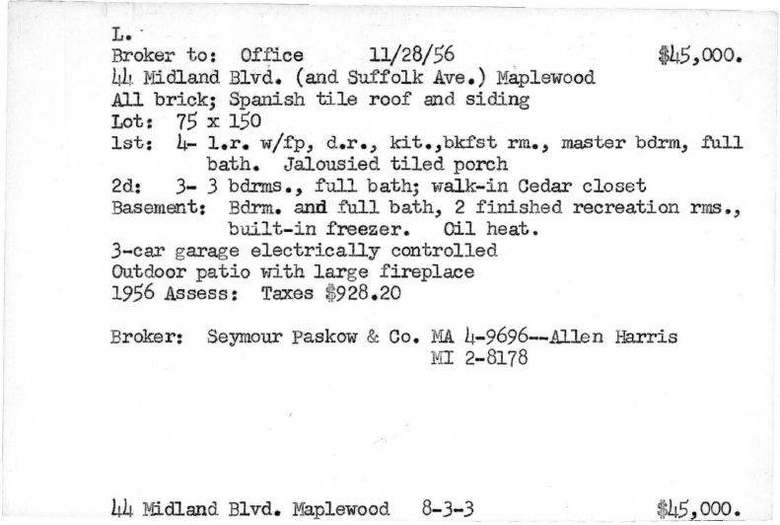 L.
Broker to: Office 11/28/56 $45,000.
44 Midland Blvd. (and Suffolk Ave.) Maplewood
All brick; Spanish tile roof and siding
Lot: 75 x 150
1st: 4- l.r. w/fp, d.r., kit.,bkfst rm., master bdrm, full
bath. Jalousied tiled porch
2d: 3- 3 bdrms., full bath; walk-in Cedar closet
Basement: Bdrm. and full bath, 2 finished recreation rms.,
built-in freezer. Oil heat.
3-car garage electrically controlled
Outdoor patio with large fireplace
1956 Assess: Taxes $928.20
Broker: Seymour Paskow & Co. MA 4-9696--Allen Harris
MI 2-8178
44 Midland Blvd. Maplewood 8-3-3 $45,000.